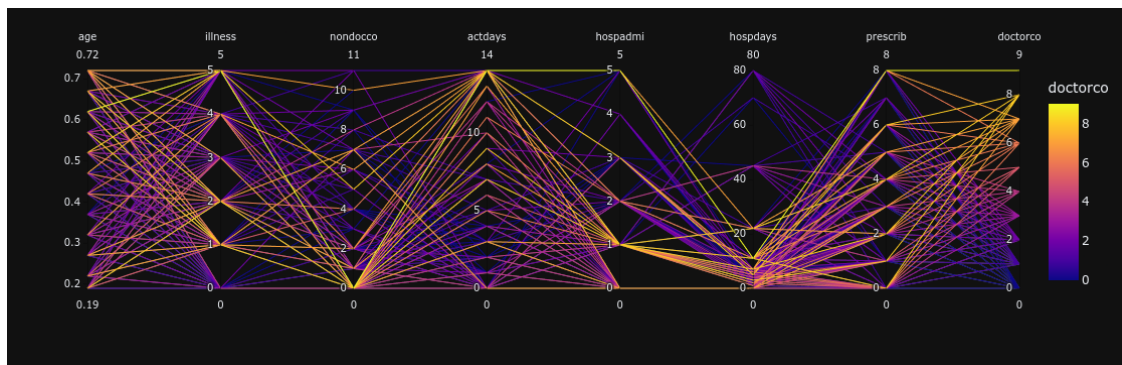 age illness nondocco actdays hospadmi hospdays prescrib doctorco
0.72 5 11 14 5 80 8 9
doctorco
0.7 5 5 80 8
10
8 8
0.6 4 4 60 6
8
10 6
0.5 3 6 3
4
0.4 2 4 2 40 4
5
0.3 1 2 1 20 2 2
0.2 0 0 0 0 0 0 0
0.19 0 0 0 0 0 0 0
8
6
4
2
0